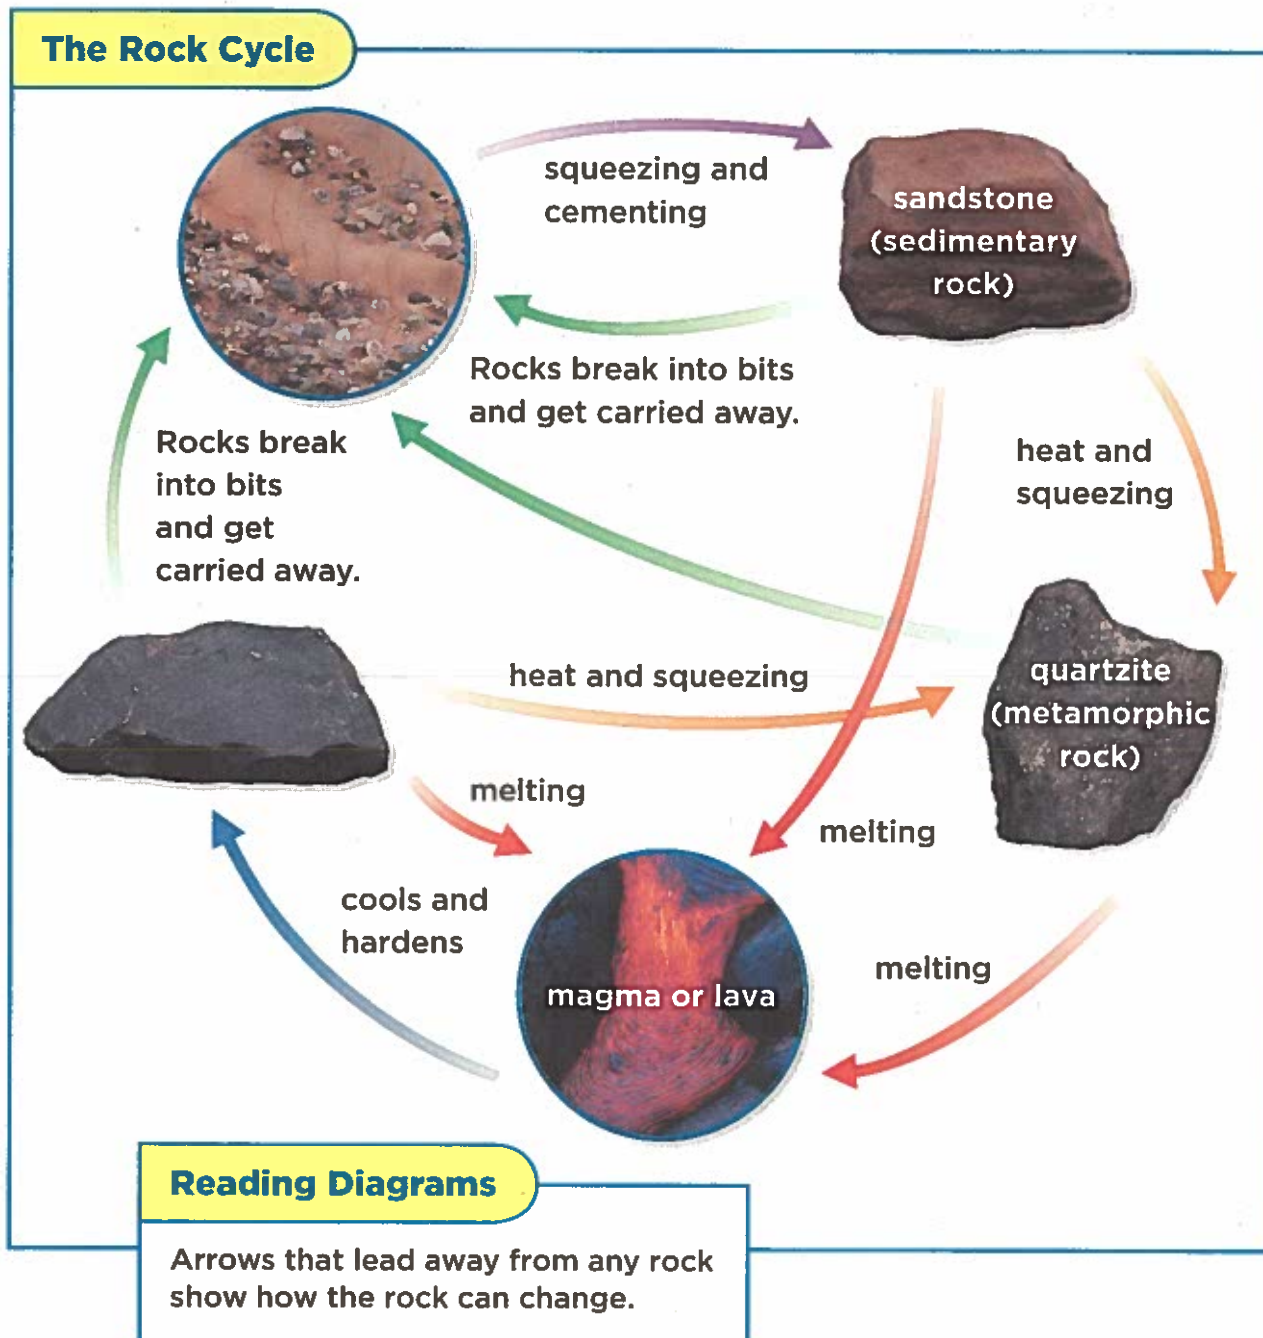 The Rock Cycle
squeezing and
cementing
sandstone
(sedimentary
rock)
Rocks break into bits
and get carried away.
Rocks break
into bits
and get
carried away.
heat and
squeezing
heat and squeezing
quartzite
(metamorphic
rock)
melting
melting
cools and
hardens
magma or lava
melting
Reading Diagrams
Arrows that lead away from any rock
show how the rock can change.